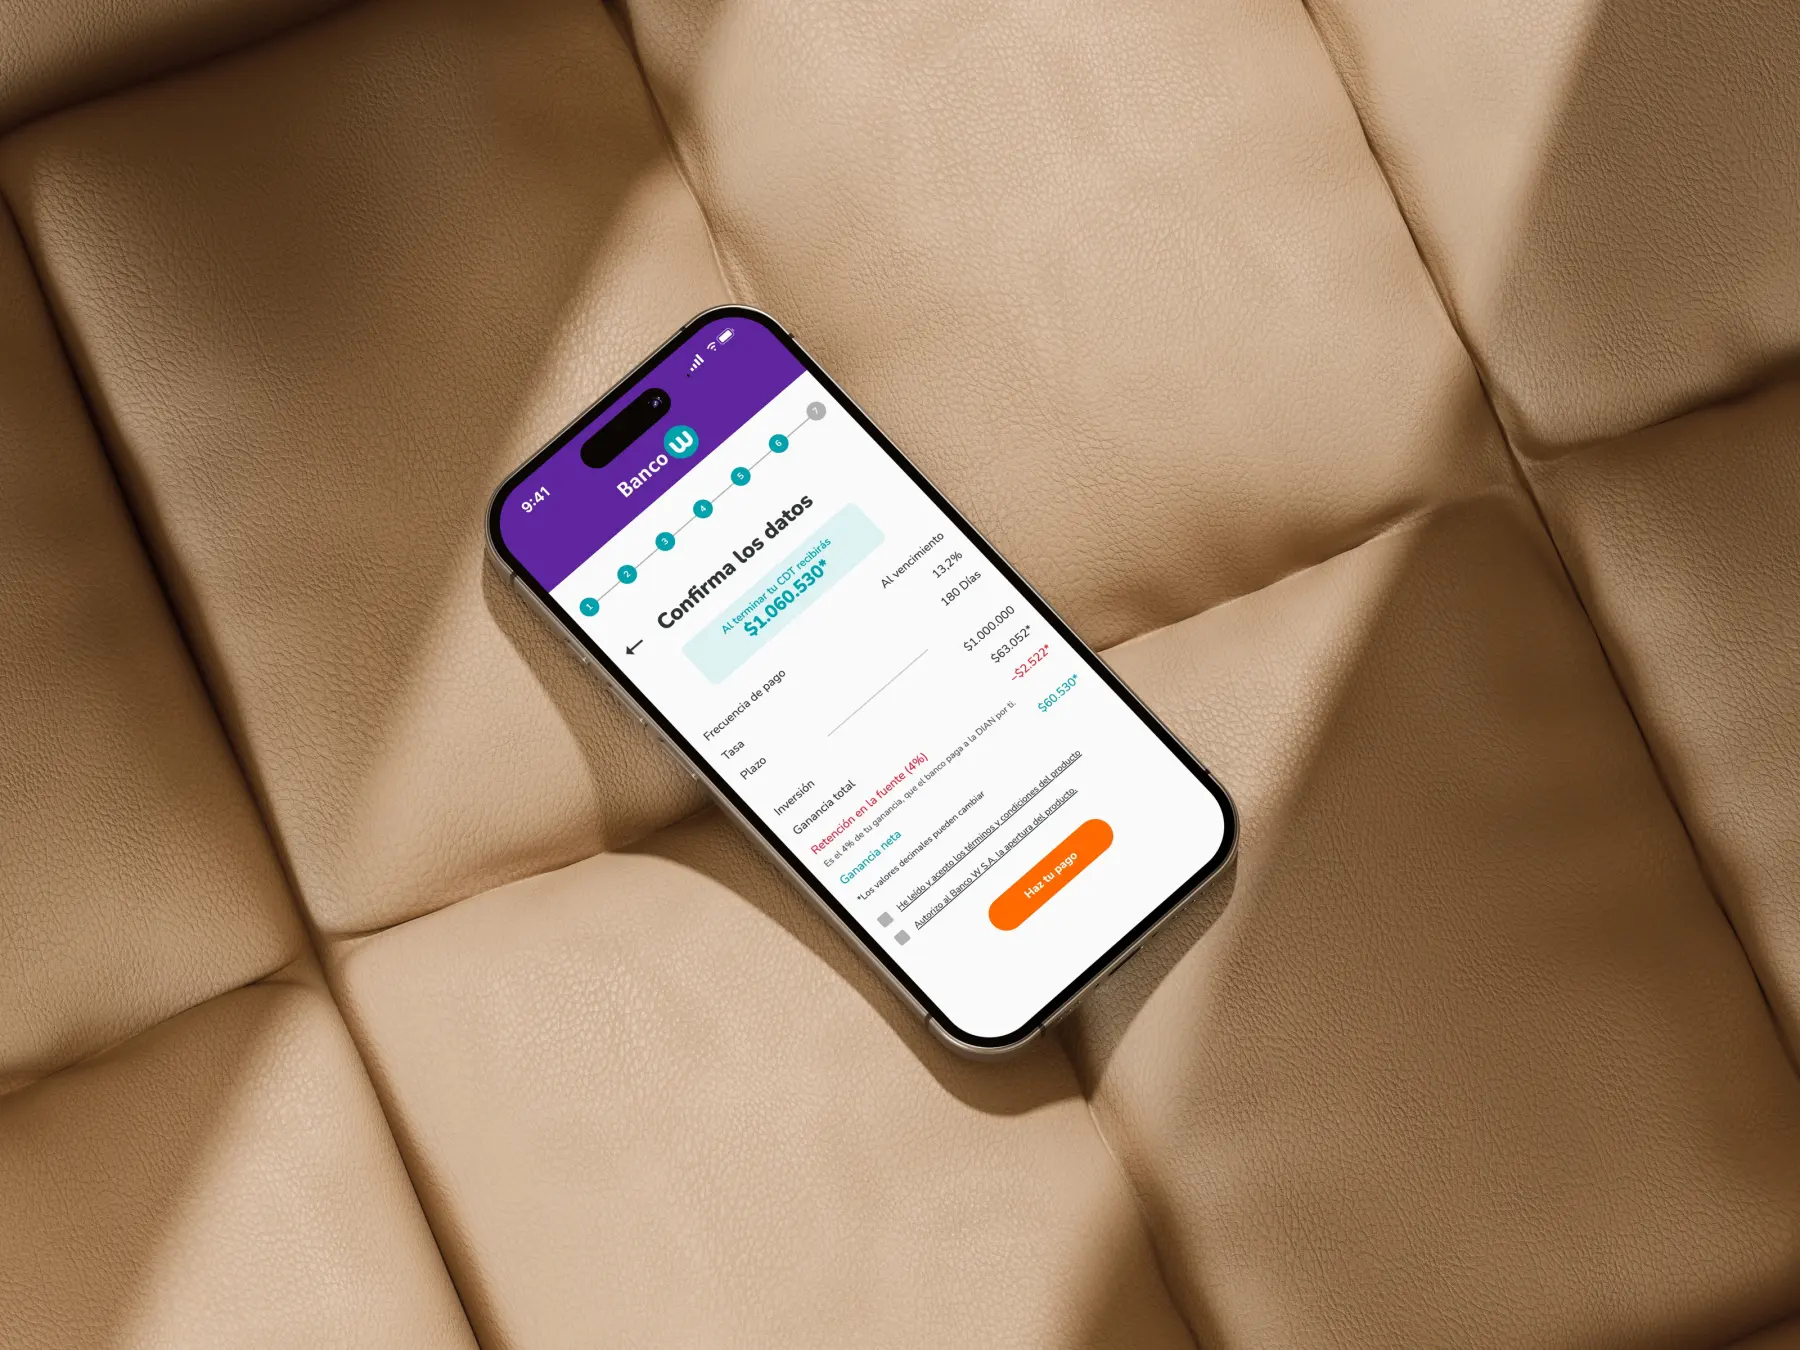 9:41
Banco W
1 2 3 4 5 6 7
Confirma los datos
Al terminar tu CDT recibirás
$1.060.530*
Frecuencia de pago Al vencimiento
Tasa 13,2%
Plazo 180 Días
Inversión $1.000.000
Ganancia total $63.052*
Retención en la fuente (4%) -$2.522*
Es el 4% de tu ganancia, que el banco paga a la DIAN por ti.
Ganancia neta $60.530*
*Los valores decimales pueden cambiar
He leído y acepto los términos y condiciones del producto
Autorizo al Banco W S.A. la apertura del producto.
Haz tu pago